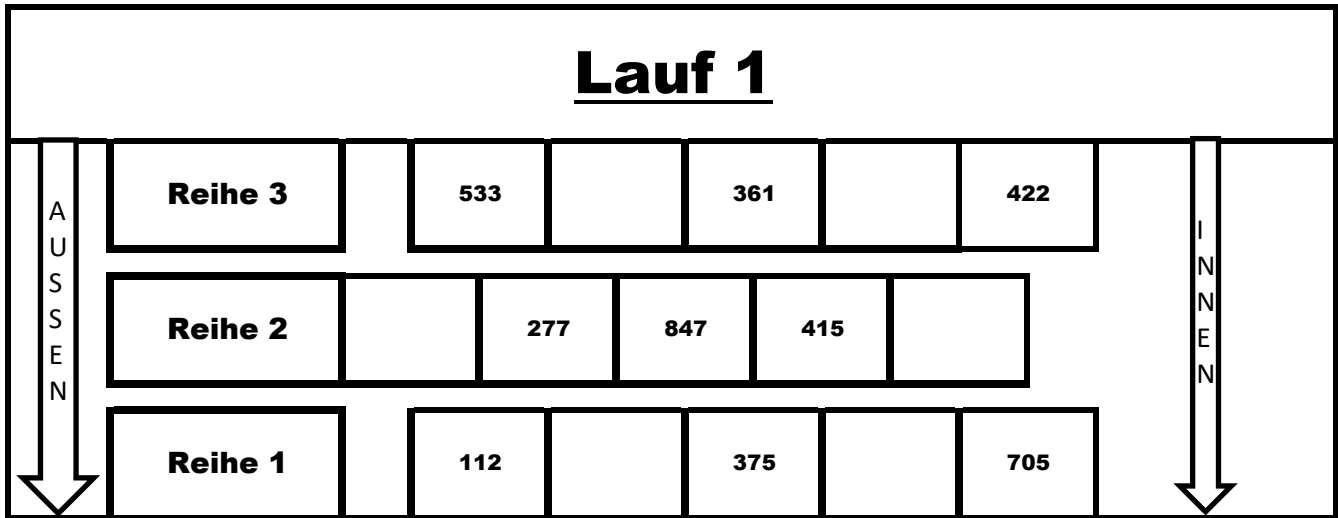 Lauf 1
AUSSEN
Reihe 3 533 361 422
Reihe 2 277 847 415
Reihe 1 112 375 705
INNEN